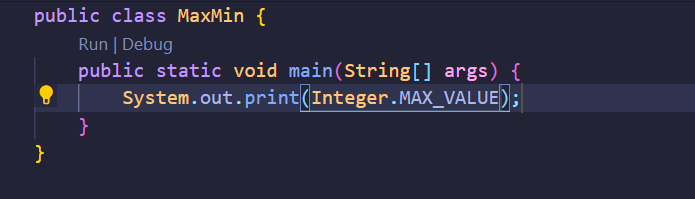 public class MaxMin {
Run | Debug
public static void main(String[] args) {
System.out.print(Integer.MAX_VALUE);
}
}